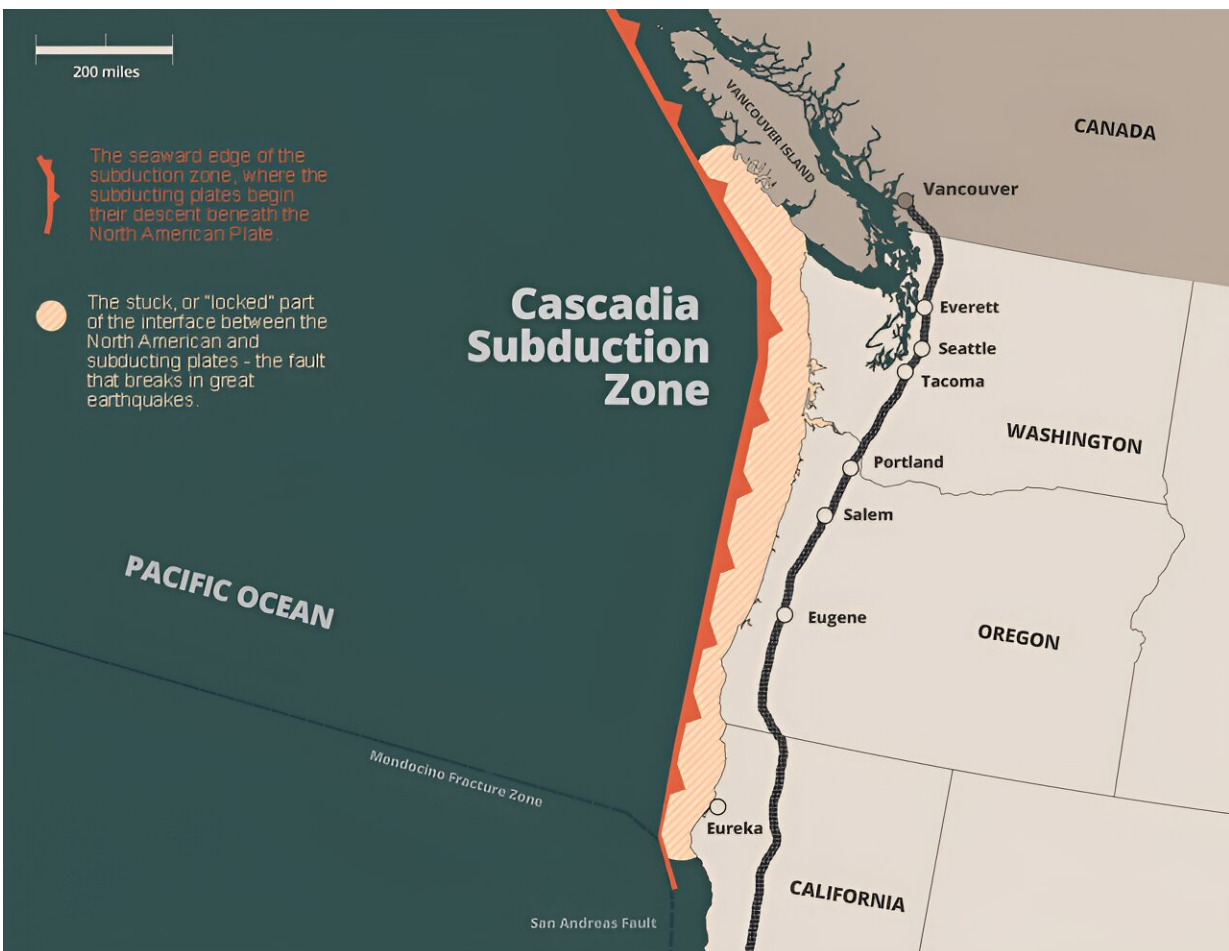 200 miles
The seaward edge of the
subduction zone, where the
subducting plates begin
their descent beneath the
North American Plate.
The stuck, or "locked" part
of the interface between the
North American and
subducting plates - the fault
that breaks in great
earthquakes.
Cascadia
Subduction
Zone
PACIFIC OCEAN
Mendocino Fracture Zone
San Andreas Fault
VANCOUVER ISLAND
CANADA
Vancouver
Everett
Seattle
Tacoma
WASHINGTON
Portland
Salem
Eugene
OREGON
Eureka
CALIFORNIA